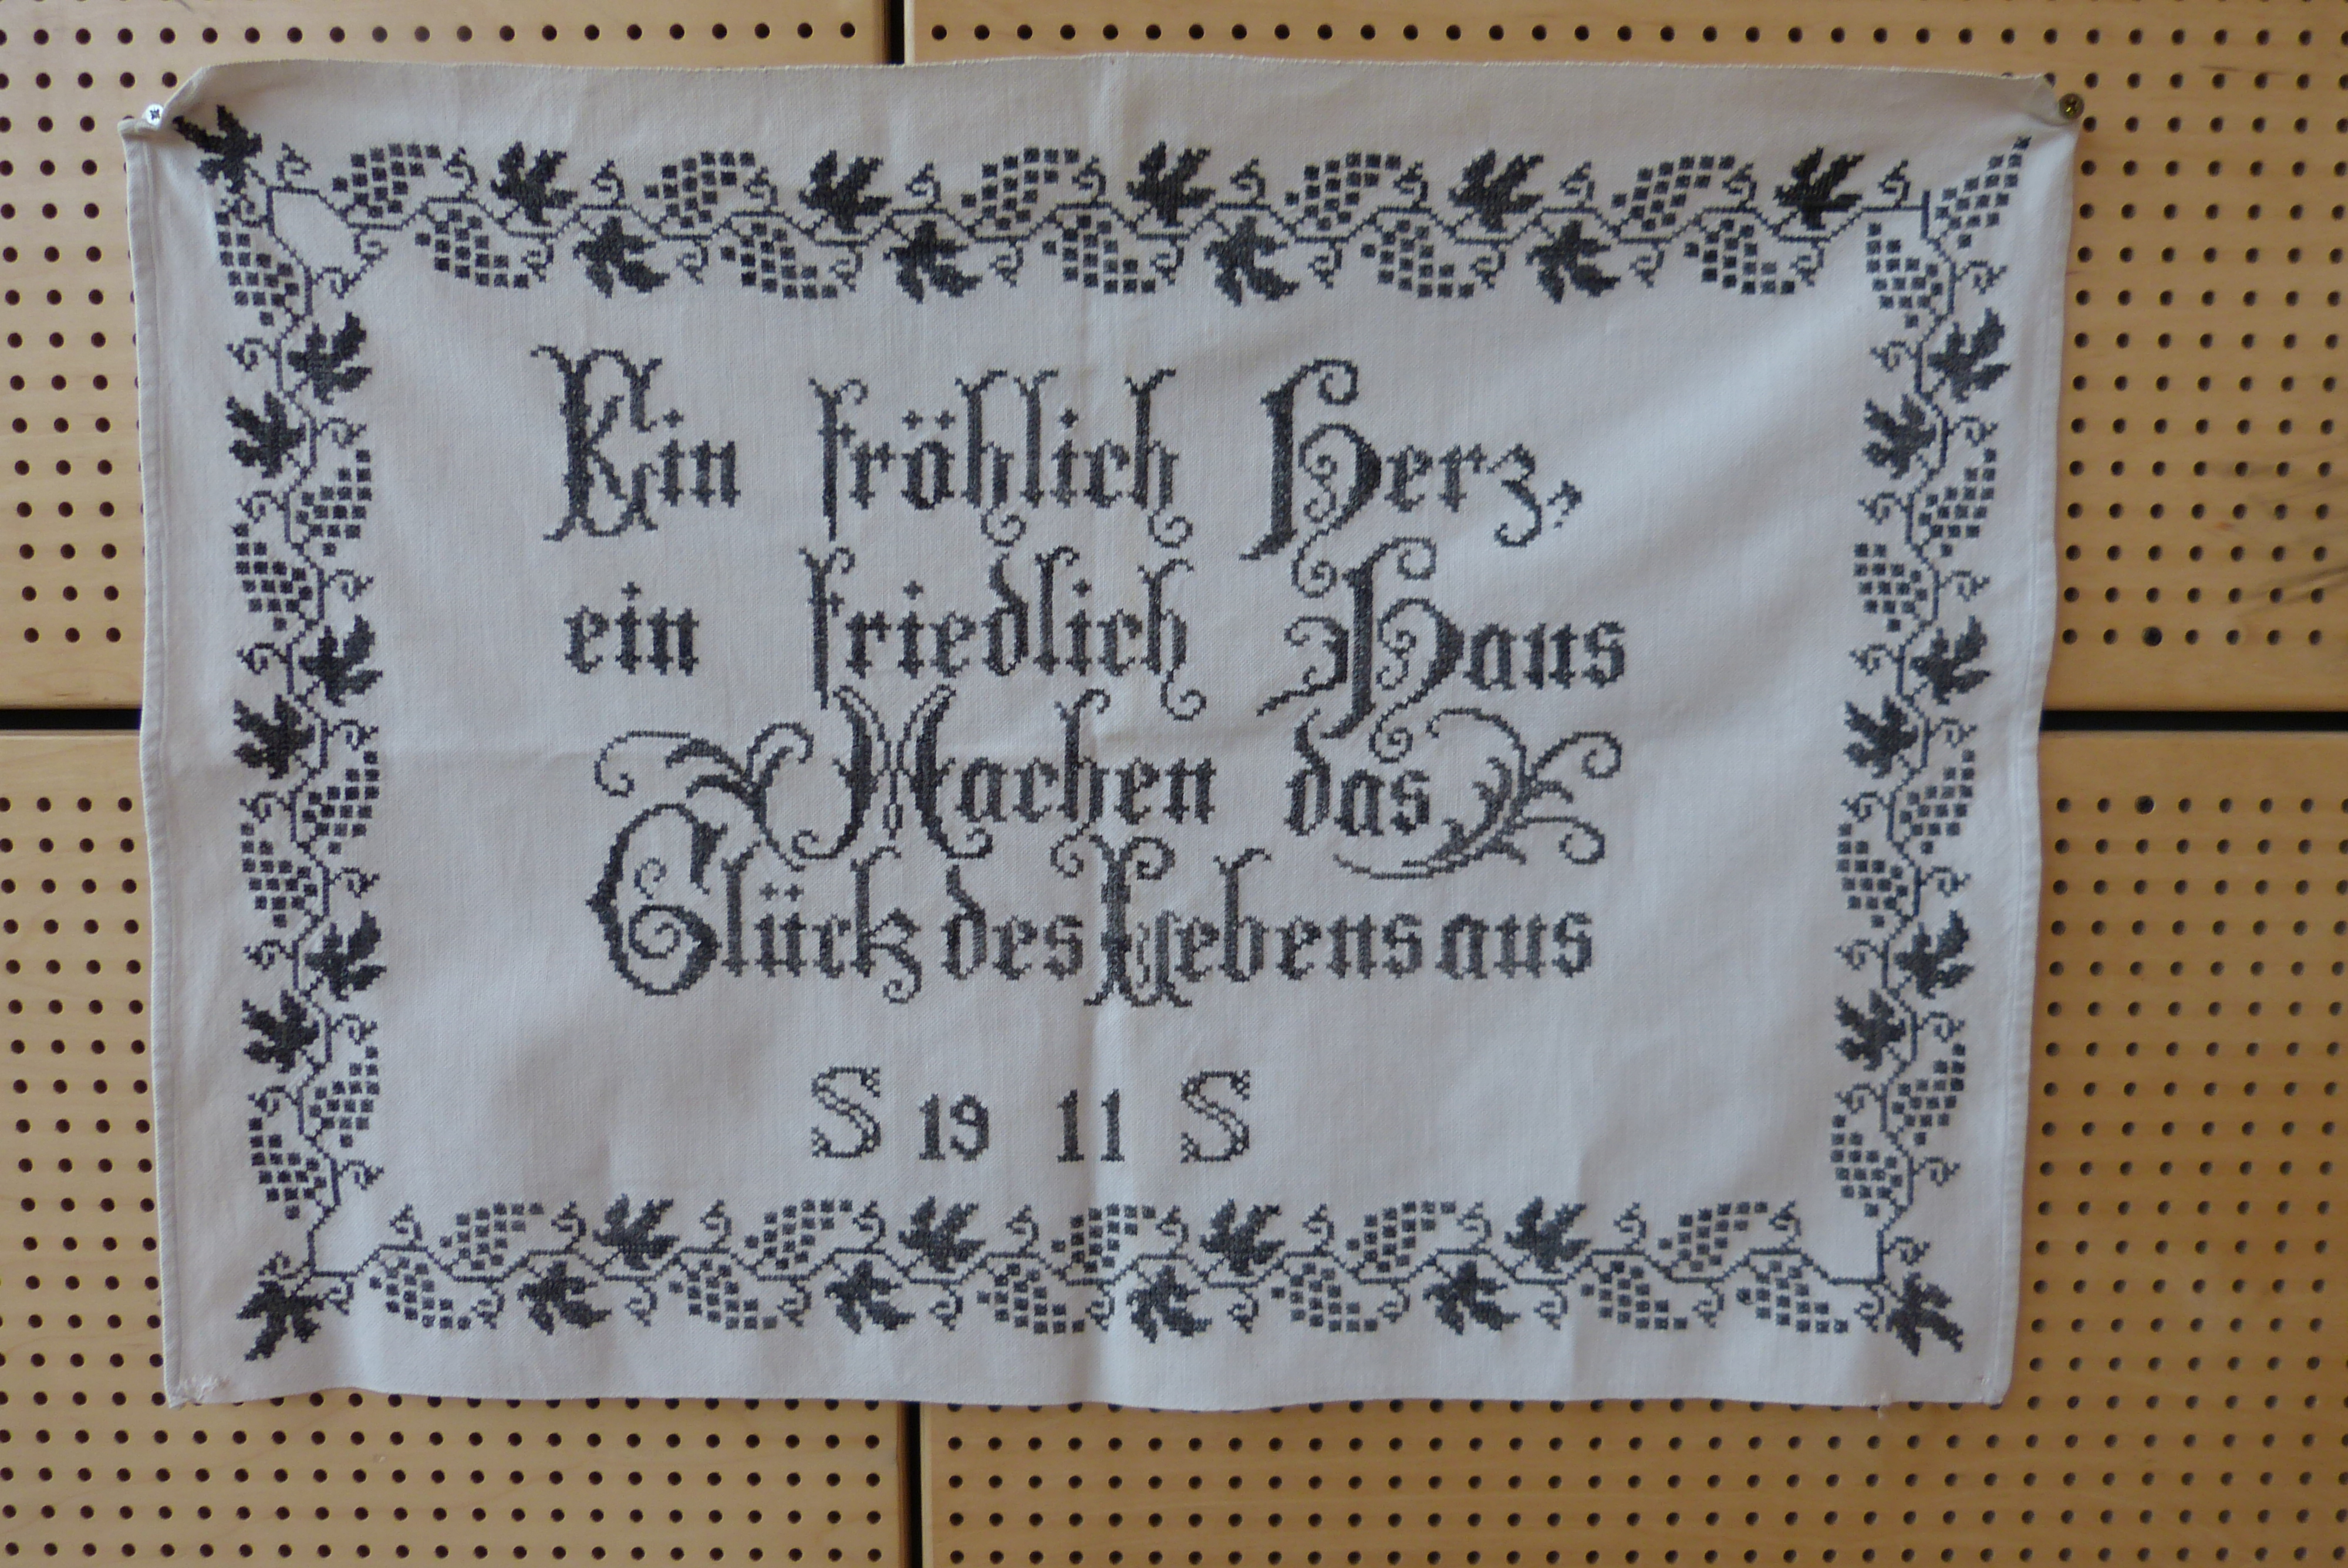 Ein fröhlich Herz,
ein friedlich Haus
Machen das
Glück des Lebens aus
S 19 11 S